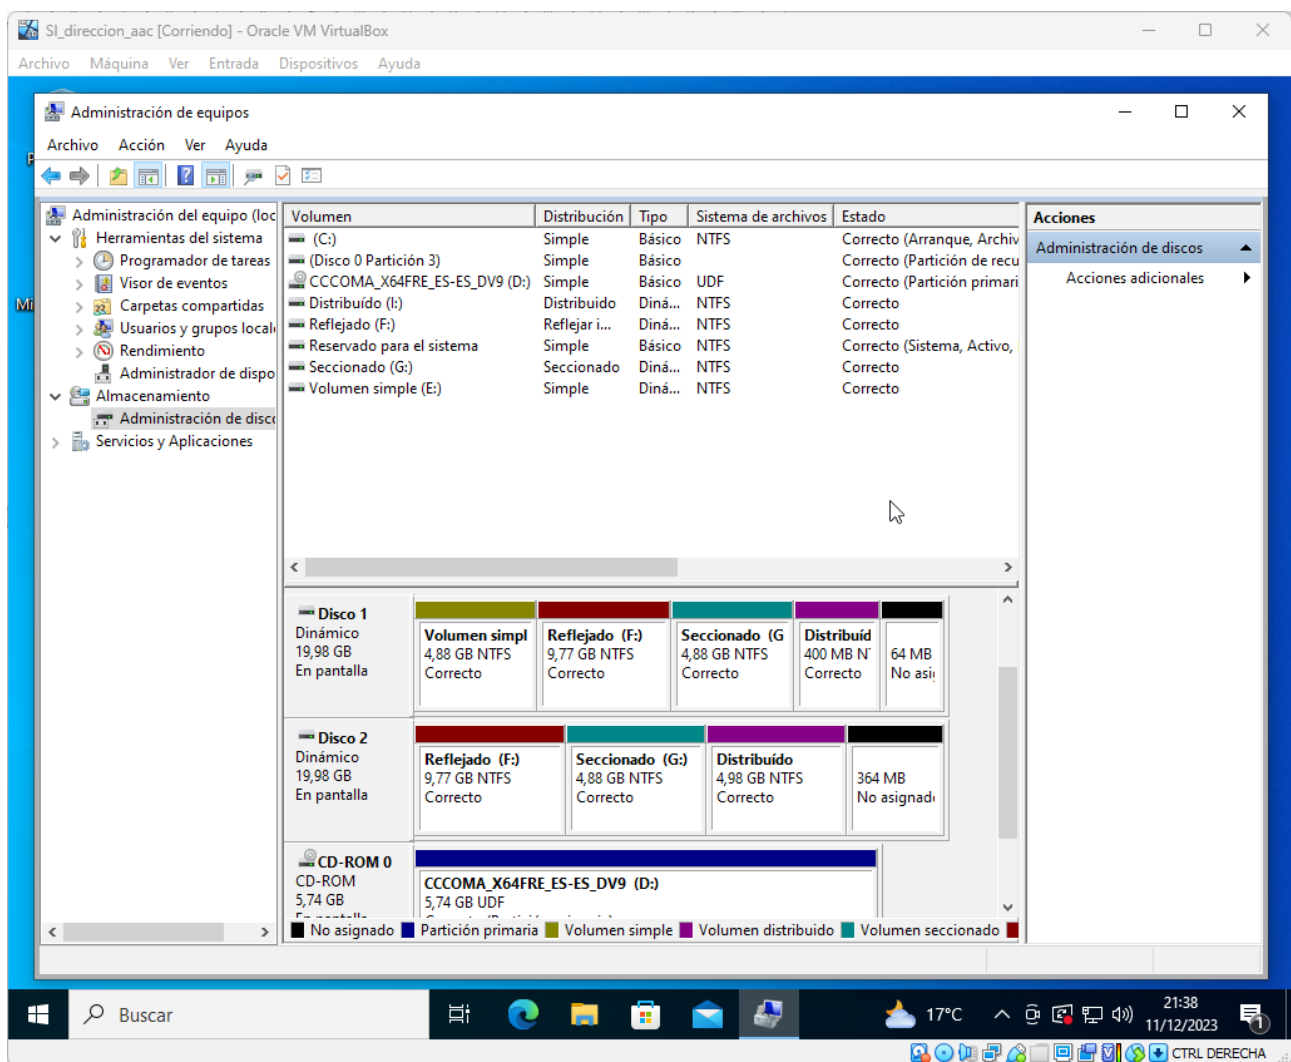 SI_direccion_aac [Corriendo] - Oracle VM VirtualBox
Archivo Máquina Ver Entrada Dispositivos Ayuda
Administración de equipos
Archivo Acción Ver Ayuda
Administración del equipo (loc
Herramientas del sistema
Programador de tareas
Visor de eventos
Carpetas compartidas
Usuarios y grupos locale
Rendimiento
Administrador de dispo
Almacenamiento
Administración de disco
Servicios y Aplicaciones
Volumen Distribución Tipo Sistema de archivos Estado
(C:) Simple Básico NTFS Correcto (Arranque, Archiv
(Disco 0 Partición 3) Simple Básico Correcto (Partición de recu
CCCOMA_X64FRE_ES-ES_DV9 (D:) Simple Básico UDF Correcto (Partición primari
Distribuído (I:) Distribuido Diná... NTFS Correcto
Reflejado (F:) Reflejar i... Diná... NTFS Correcto
Reservado para el sistema Simple Básico NTFS Correcto (Sistema, Activo,
Seccionado (G:) Seccionado Diná... NTFS Correcto
Volumen simple (E:) Simple Diná... NTFS Correcto
Acciones
Administración de discos
Acciones adicionales
Disco 1
Dinámico
19,98 GB
En pantalla
Volumen simpl
4,88 GB NTFS
Correcto
Reflejado (F:)
9,77 GB NTFS
Correcto
Seccionado (G
4,88 GB NTFS
Correcto
Distribuíd
400 MB N
Correcto
64 MB
No asig
Disco 2
Dinámico
19,98 GB
En pantalla
Reflejado (F:)
9,77 GB NTFS
Correcto
Seccionado (G:)
4,88 GB NTFS
Correcto
Distribuído
4,98 GB NTFS
Correcto
364 MB
No asignad
CD-ROM 0
CD-ROM
5,74 GB
CCCOMA_X64FRE_ES-ES_DV9 (D:)
5,74 GB UDF
No asignado Partición primaria Volumen simple Volumen distribuido Volumen seccionado
Buscar
17°C
21:38
11/12/2023
1
CTRL DERECHA